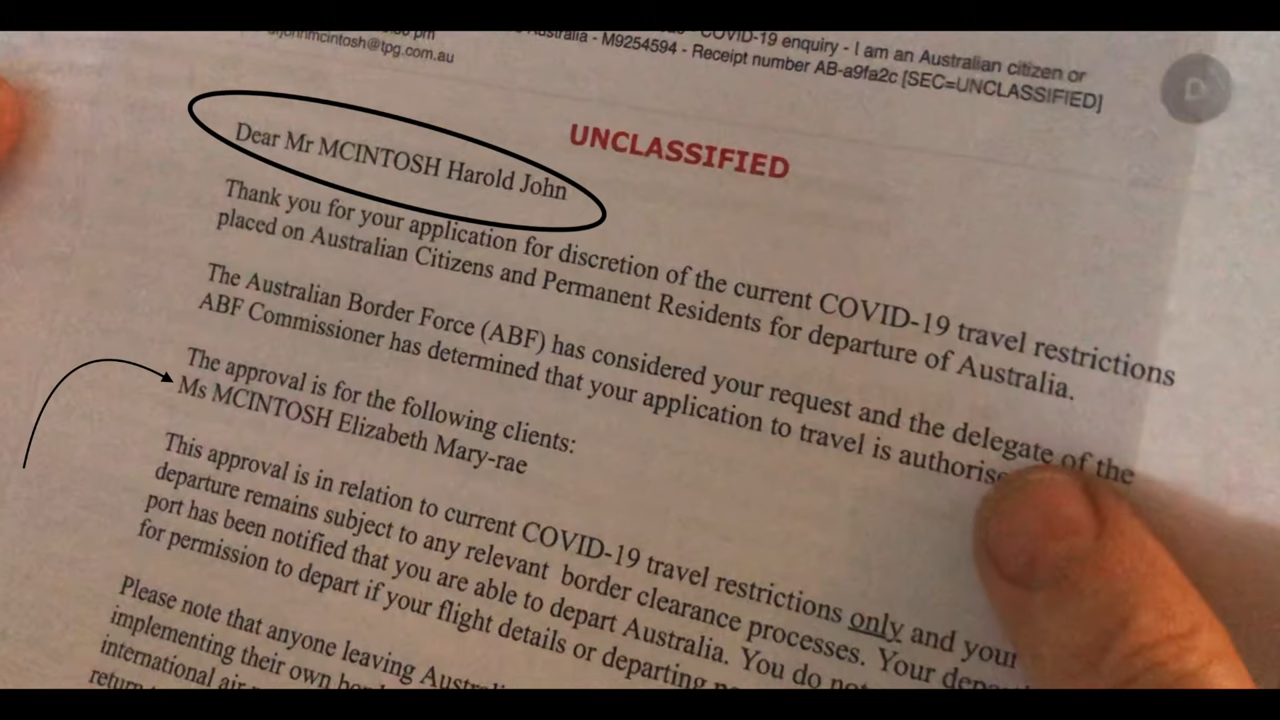 pm
johnmcintosh@tpg.com.au
COVID-19 enquiry - I am an Australian citizen or
Australia - M9254594 - Receipt number AB-a9fa2c [SEC=UNCLASSIFIED]
D
UNCLASSIFIED
Dear Mr MCINTOSH Harold John
Thank you for your application for discretion of the current COVID-19 travel restrictions
placed on Australian Citizens and Permanent Residents for departure of Australia.
The Australian Border Force (ABF) has considered your request and the delegate of the
ABF Commissioner has determined that your application to travel is authoris
The approval is for the following clients:
Ms MCINTOSH Elizabeth Mary-rae
This approval is in relation to current COVID-19 travel restrictions only and your
departure remains subject to any relevant border clearance processes. Your depa
port has been notified that you are able to depart Australia. You do no
for permission to depart if your flight details or departing
Please note that anyone leaving Austra
implementing their own
international air
return